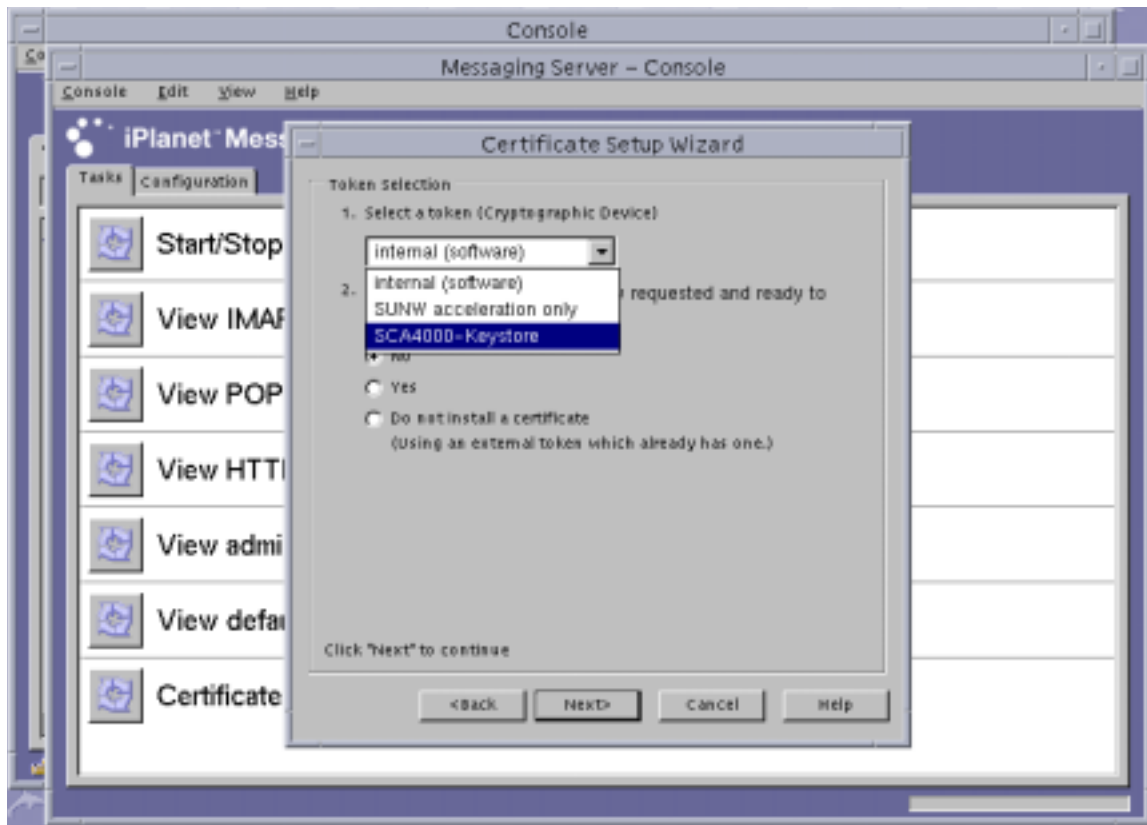 Console
Messaging Server – Console
Console Edit View Help
iPlanet™ Mess
Certificate Setup Wizard
Tasks Configuration
Token Selection
1. Select a token (Cryptographic Device)
internal (software)
internal (software)
SUNW acceleration only
SCA4000-Keystore
2. requested and ready to
No
Yes
Do not install a certificate
(Using an external token which already has one.)
Click "Next" to continue
<Back Next> Cancel Help
Start/Stop
View IMAP
View POP
View HTT
View admi
View defau
Certificate